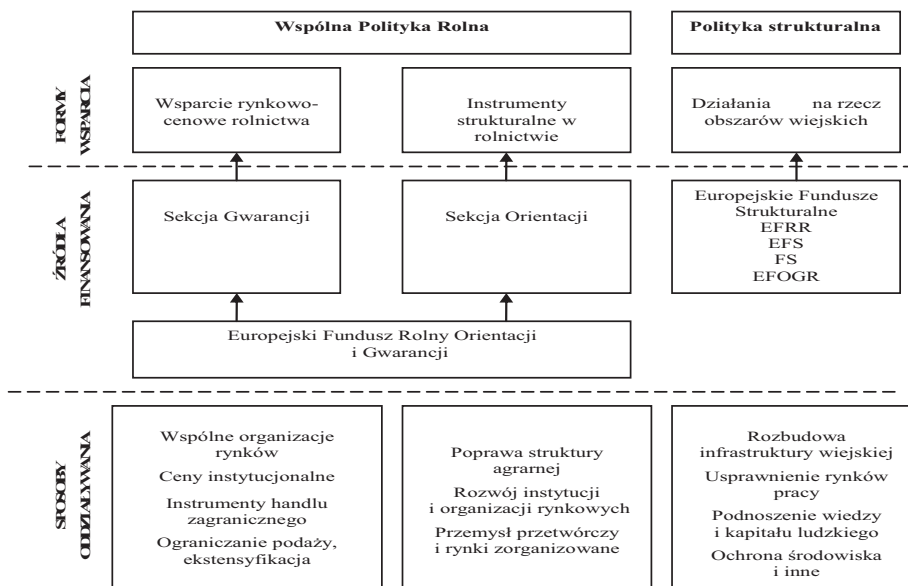 Wspólna Polityka Rolna
Polityka strukturalna
FORMY
WSPARCIA
Wsparcie rynkowo-
cenowe rolnictwa
Instrumenty
strukturalne w
rolnictwie
Działania na rzecz
obszarów wiejskich
ŹRÓDŁA
FINANSOWANIA
Sekcja Gwarancji
Sekcja Orientacji
Europejskie Fundusze
Strukturalne
EFRR
EFS
FS
EFOGR
Europejski Fundusz Rolny Orientacji
i Gwarancji
SPOSOBY
ODDZIAŁYWANIA
Wspólne organizacje
rynków
Ceny instytucjonalne
Instrumenty handlu
zagranicznego
Ograniczanie podaży,
ekstensyfikacja
Poprawa struktury
agrarnej
Rozwój instytucji
i organizacji rynkowych
Przemysł przetwórczy
i rynki zorganizowane
Rozbudowa
infrastruktury wiejskiej
Usprawnienie rynków
pracy
Podnoszenie wiedzy
i kapitału ludzkiego
Ochrona środowiska
i inne